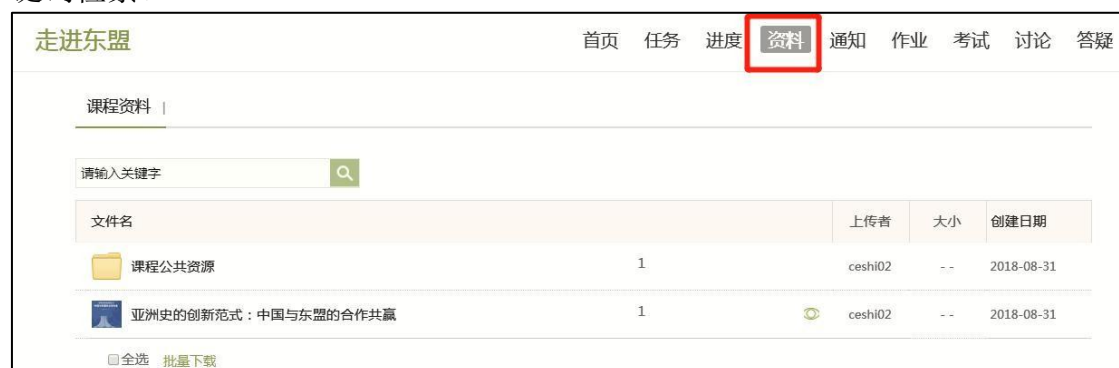 走进东盟 首页 任务 进度 资料 通知 作业 考试 讨论 答疑
课程资料 |
请输入关键字
文件名 上传者 大小 创建日期
课程公共资源 1 ceshi02 -- 2018-08-31
亚洲史的创新范式：中国与东盟的合作共赢 1 ceshi02 -- 2018-08-31
全选 批量下载